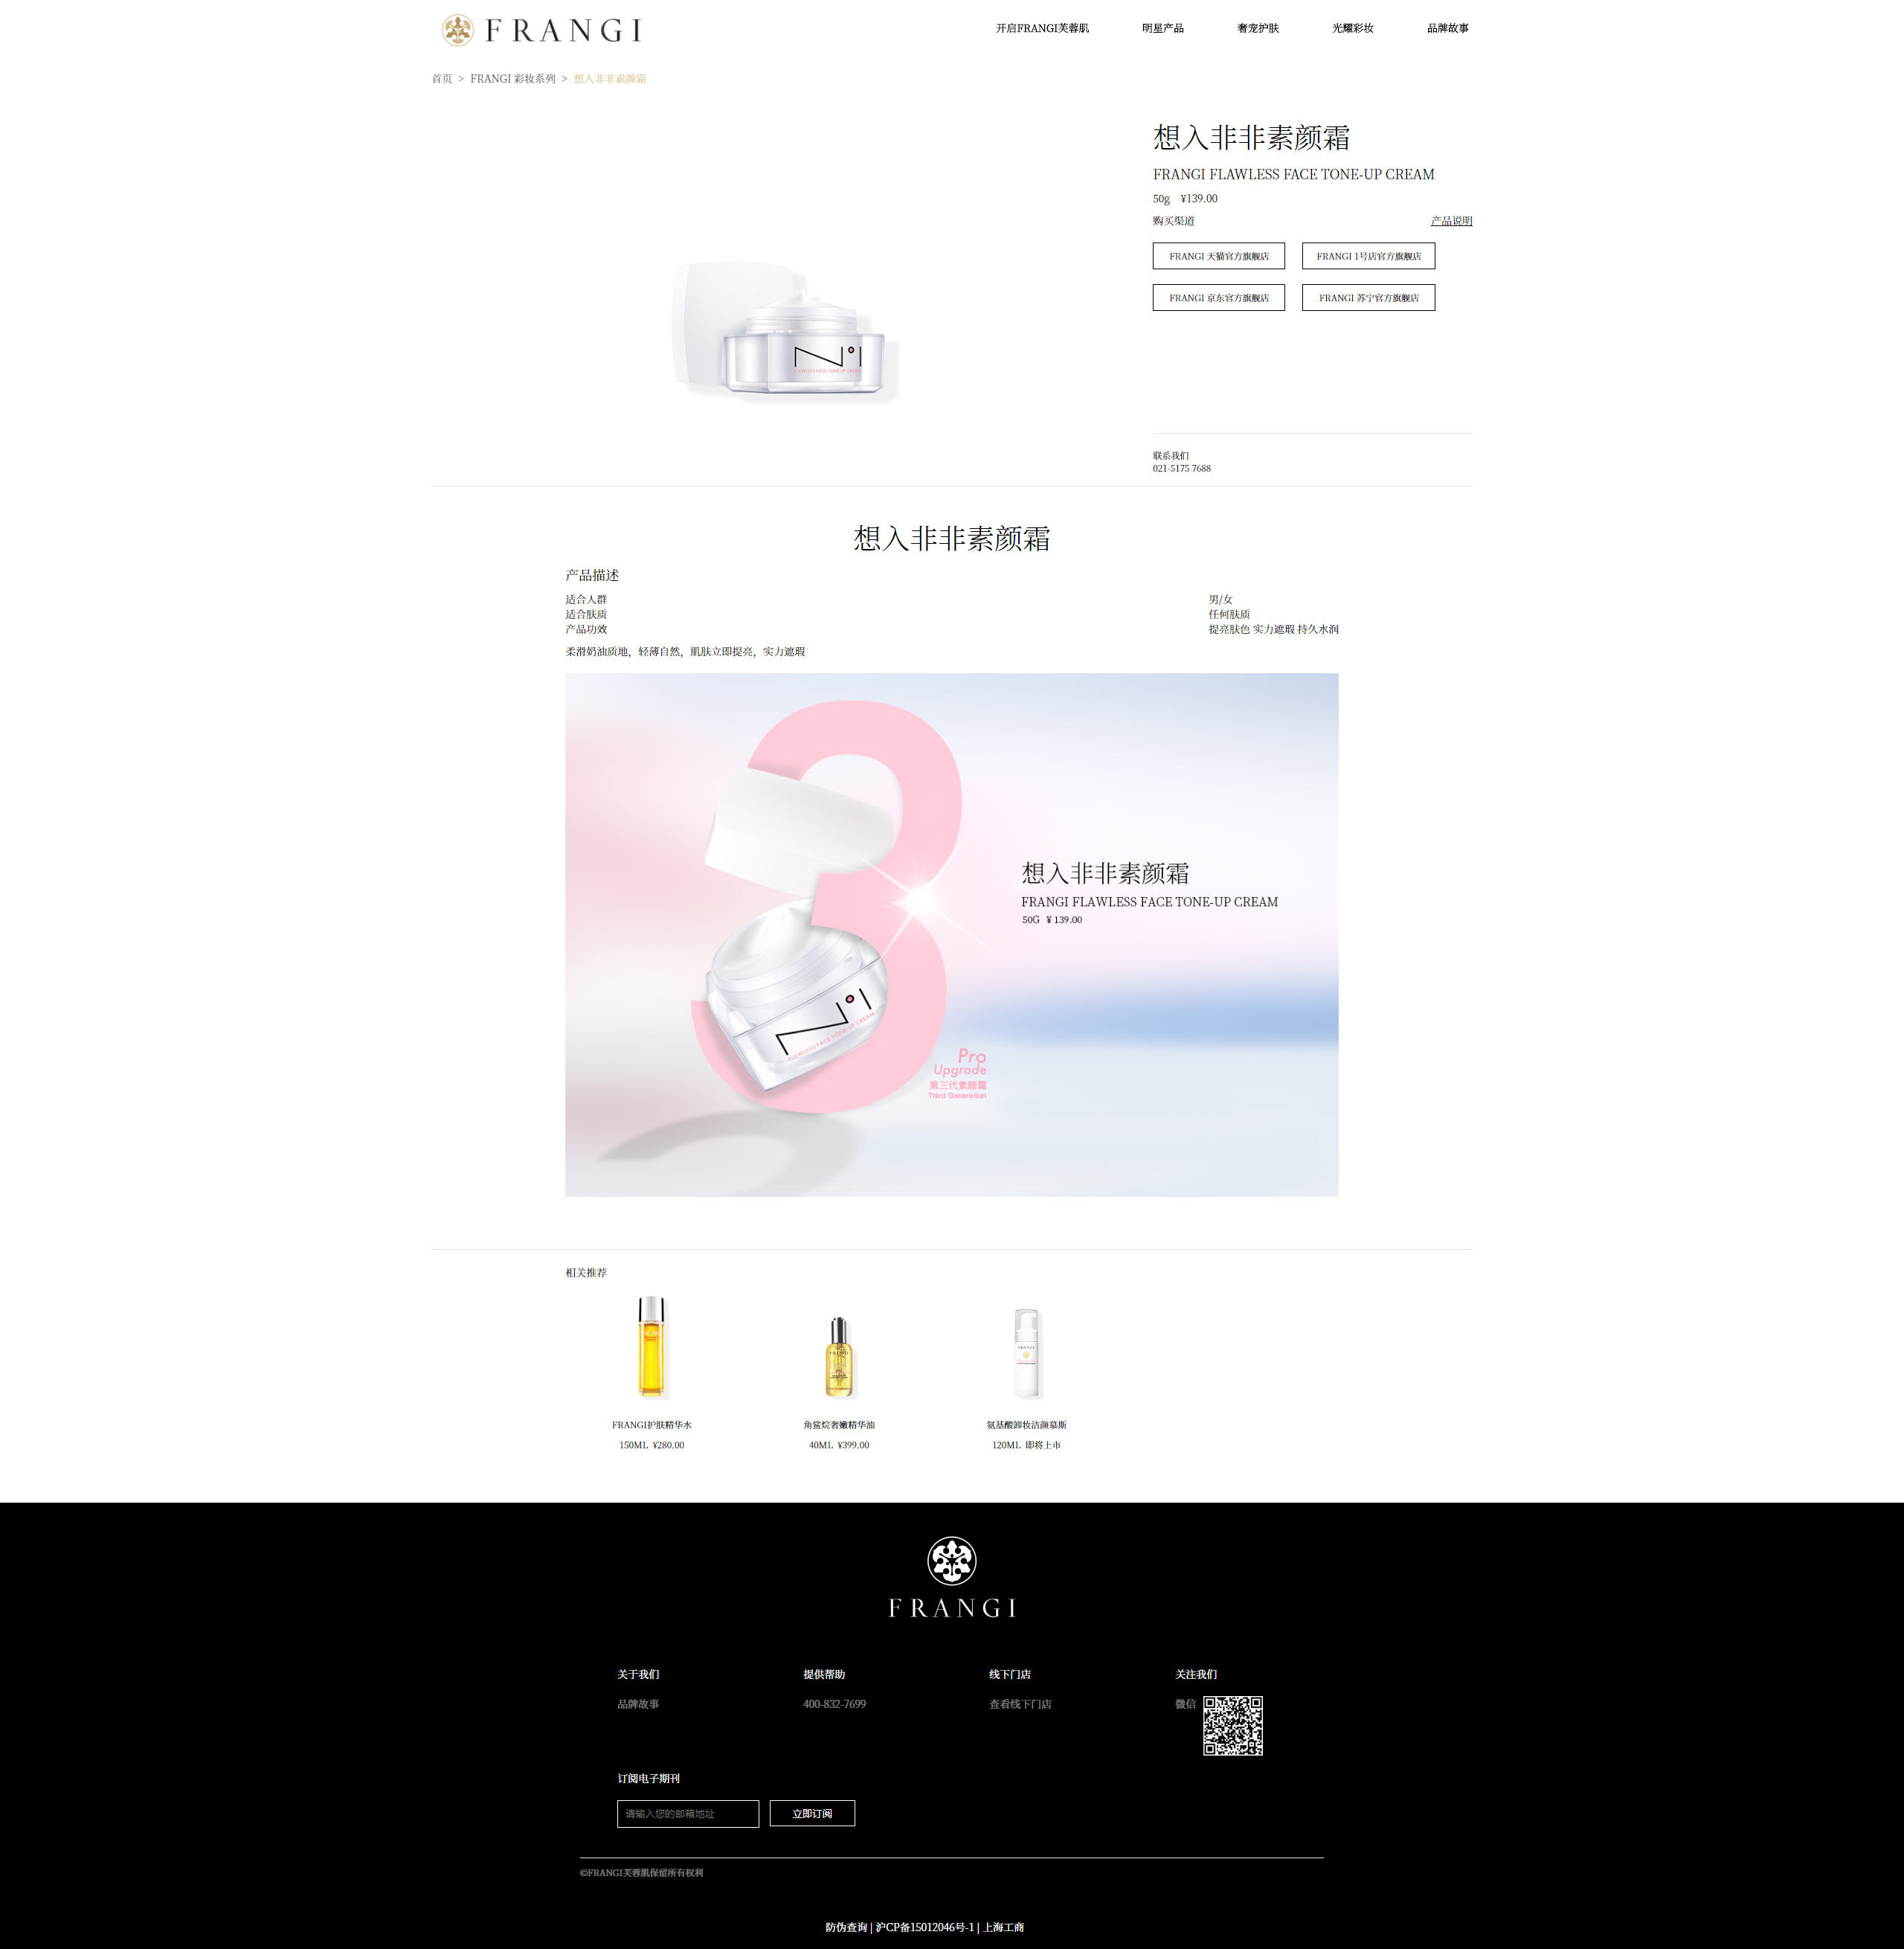 FRANGI
开启FRANGI芙蓉肌
明星产品
奢宠护肤
光耀彩妆
品牌故事
首页 > FRANGI 彩妆系列 > 想入非非素颜霜
想入非非素颜霜
FRANGI FLAWLESS FACE TONE-UP CREAM
50g ¥139.00
购买渠道
产品说明
FRANGI 天猫官方旗舰店
FRANGI 1号店官方旗舰店
FRANGI 京东官方旗舰店
FRANGI 苏宁官方旗舰店
FLAWLESS FACE TONE-UP CREAM
联系我们
021-5175 7688
想入非非素颜霜
产品描述
适合人群 男/女
适合肤质 任何肤质
产品功效 提亮肤色 实力遮瑕 持久水润
柔滑奶油质地，轻薄自然，肌肤立即提亮，实力遮瑕
想入非非素颜霜
FRANGI FLAWLESS FACE TONE-UP CREAM
50G ¥ 139.00
FLAWLESS FACE TONE-UP CREAM
Pro
Upgrade
第三代素颜霜
Third Generation
相关推荐
FRANGI
FRANGI
FRANGI护肤精华水
150ML ¥280.00
角鲨烷奢嫩精华油
40ML ¥399.00
氨基酸卸妆洁颜慕斯
120ML 即将上市
FRANGI
关于我们
品牌故事
提供帮助
400-832-7699
线下门店
查看线下门店
关注我们
微信
订阅电子期刊
请输入您的邮箱地址
立即订阅
©FRANGI芙蓉肌保留所有权利
防伪查询 | 沪CP备15012046号-1 | 上海工商